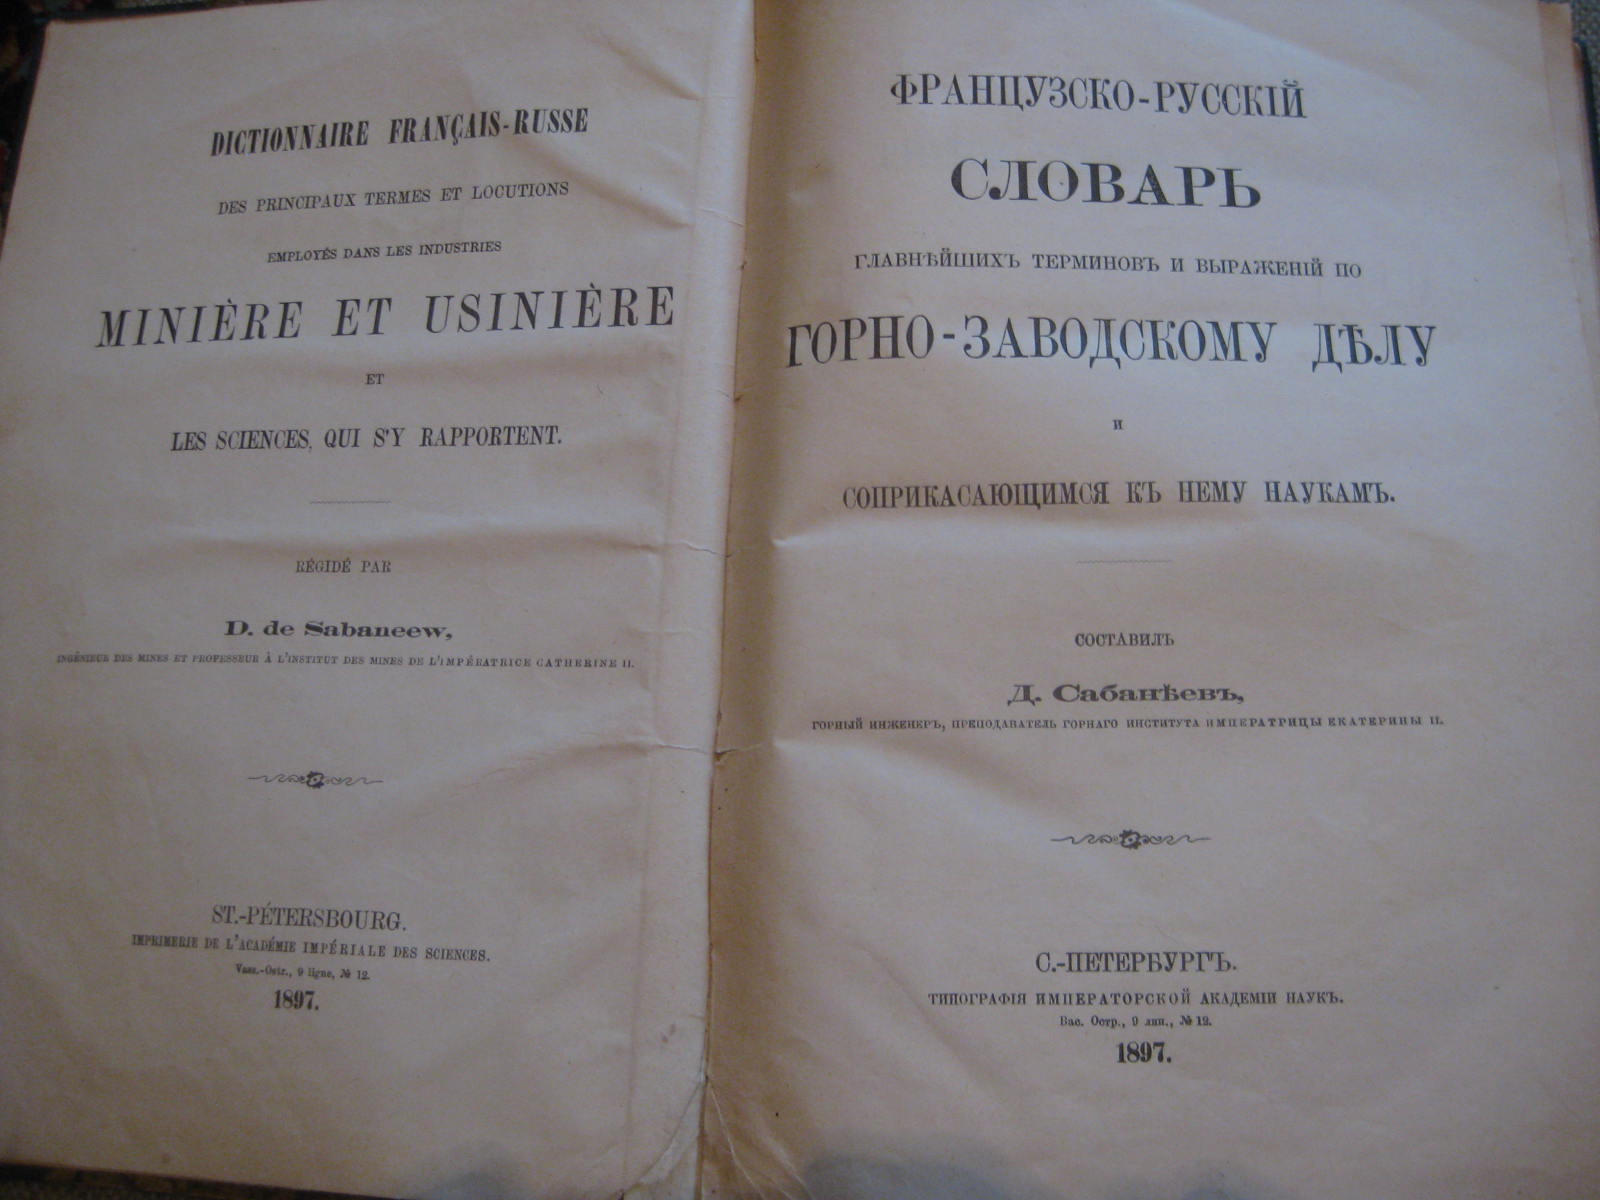 DICTIONNAIRE FRANÇAIS-RUSSE
DES PRINCIPAUX TERMES ET LOCUTIONS
EMPLOYÉS DANS LES INDUSTRIES
MINIÈRE ET USINIÈRE
ET
LES SCIENCES, QUI S'Y RAPPORTENT.
RÉGIDÉ PAR
D. de Sabaneew,
INGÉNIEUR DES MINES ET PROFESSEUR À L'INSTITUT DES MINES DE L'IMPÉRATRICE CATHERINE II.
ST.-PÉTERSBOURG.
IMPRIMERIE DE L'ACADÉMIE IMPÉRIALE DES SCIENCES.
Vass.-Ostr., 9 ligne, № 12.
1897.
ФРАНЦУЗСКО-РУССКІЙ
СЛОВАРЬ
ГЛАВНѢЙШИХЪ ТЕРМИНОВЪ И ВЫРАЖЕНІЙ ПО
ГОРНО-ЗАВОДСКОМУ ДѢЛУ
И
СОПРИКАСАЮЩИМСЯ КЪ НЕМУ НАУКАМЪ.
СОСТАВИЛЪ
Д. Сабанѣевъ,
ГОРНЫЙ ИНЖЕНЕРЪ, ПРЕПОДАВАТЕЛЬ ГОРНАГО ИНСТИТУТА ИМПЕРАТРИЦЫ ЕКАТЕРИНЫ II.
С.-ПЕТЕРБУРГЪ.
ТИПОГРАФІЯ ИМПЕРАТОРСКОЙ АКАДЕМІИ НАУКЪ.
Вас. Остр., 9 лин., № 12.
1897.